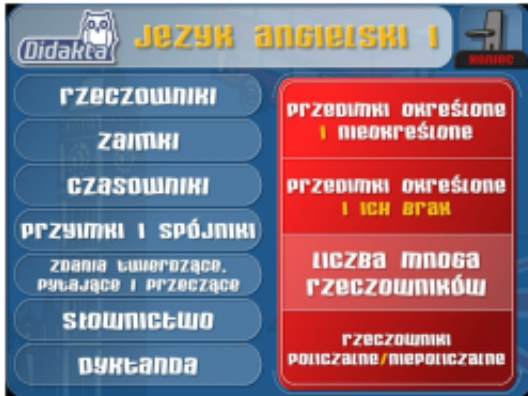 Didakta
Język angielski 1
KONIEC
rzeczowniki
zaimki
czasowniki
przyimki i spójniki
zdania twierdzące,
pytające i przeczące
słownictwo
dyktanda
przedimki określone
i nieokreślone
przedimki określone
i ich brak
liczba mnoga
rzeczowników
rzeczowniki
policzalne/niepoliczalne